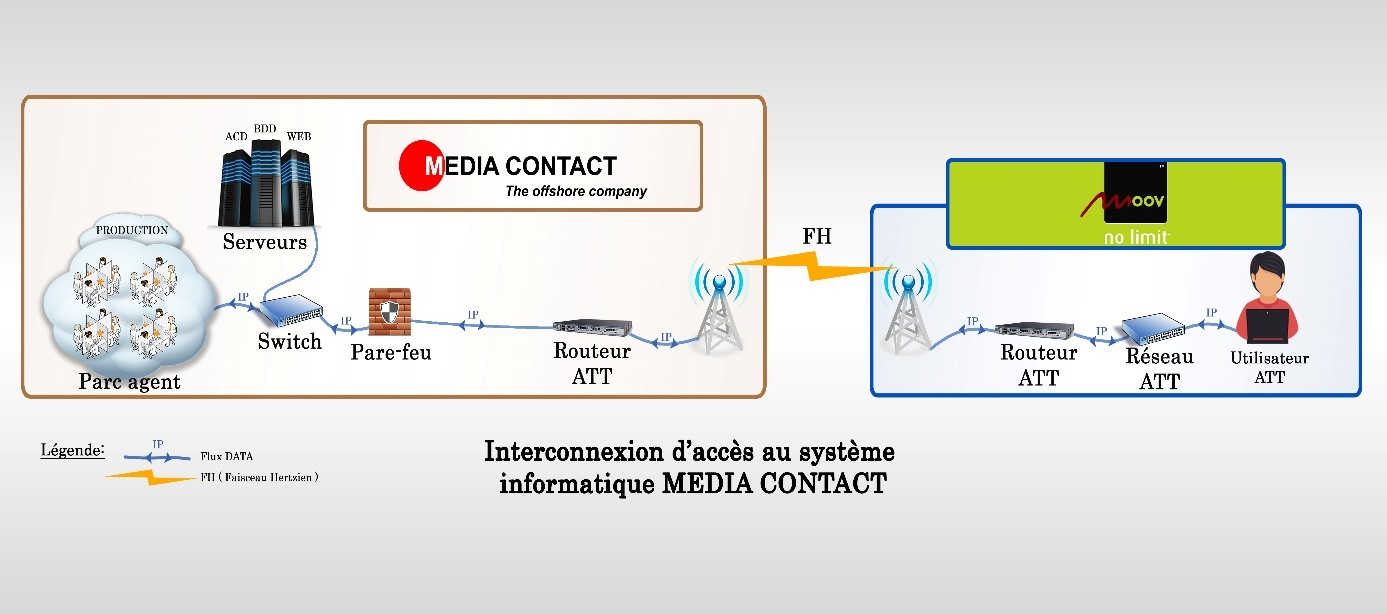 ACD BDD WEB
Serveurs
MEDIA CONTACT
The offshore company
PRODUCTION
Parc agent
IP
Switch
IP
Pare-feu
IP
Routeur
ATT
IP
FH
moov
no limit
IP
Routeur
ATT
IP
Réseau
ATT
IP
Utilisateur
ATT
Légende:
IP
Flux DATA
FH ( Faisceau Hertzien )
Interconnexion d'accès au système
informatique MEDIA CONTACT